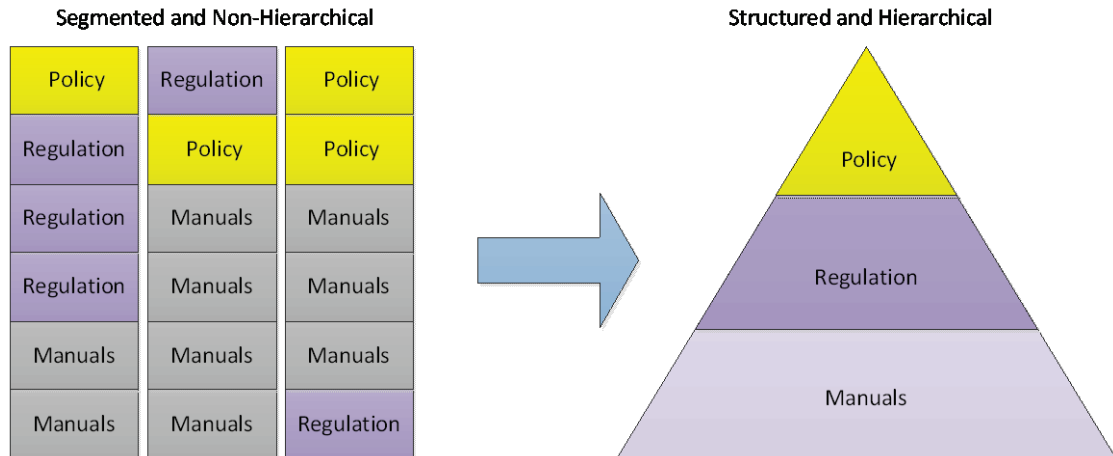 Segmented and Non-Hierarchical
Structured and Hierarchical
Policy
Regulation
Policy
Regulation
Policy
Policy
Regulation
Manuals
Manuals
Regulation
Manuals
Manuals
Manuals
Manuals
Manuals
Manuals
Manuals
Regulation
Policy
Regulation
Manuals